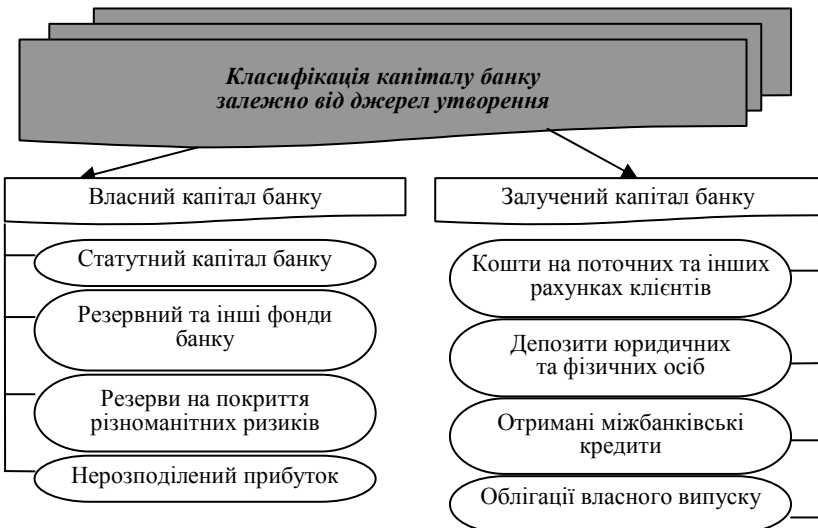 Класифікація капіталу банку
залежно від джерел утворення
Власний капітал банку
Статутний капітал банку
Резервний та інші фонди
банку
Резерви на покриття
різноманітних ризиків
Нерозподілений прибуток
Залучений капітал банку
Кошти на поточних та інших
рахунках клієнтів
Депозити юридичних
та фізичних осіб
Отримані міжбанківські
кредити
Облігації власного випуску